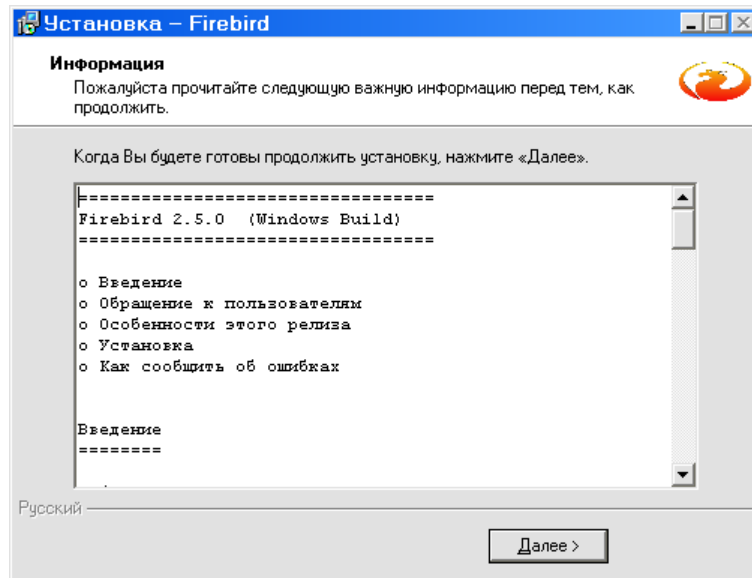 Установка – Firebird
Информация
Пожалуйста прочитайте следующую важную информацию перед тем, как
продолжить.
Когда Вы будете готовы продолжить установку, нажмите «Далее».
==================================
Firebird 2.5.0 (Windows Build)
==================================
o Введение
o Обращение к пользователям
o Особенности этого релиза
o Установка
o Как сообщить об ошибках
Введение
========
Русский
Далее >